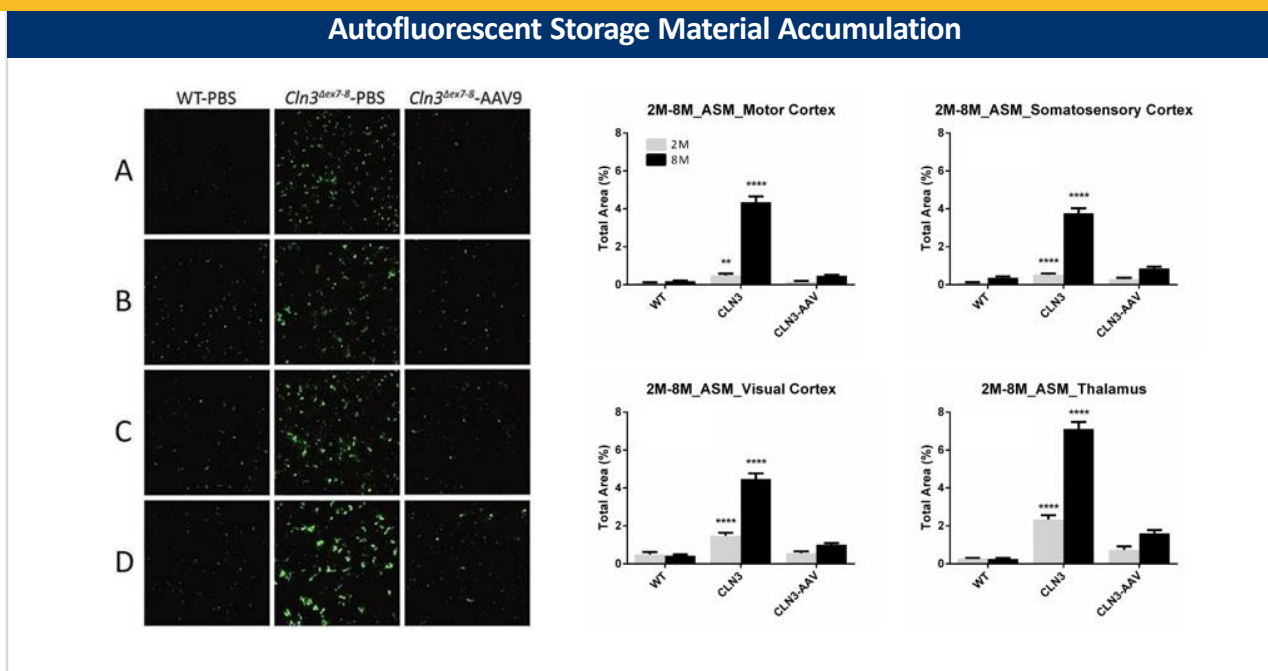 Autofluorescent Storage Material Accumulation
WT-PBS Cln3Δex7-8-PBS Cln3Δex7-8-AAV9
A
B
C
D
2M-8M_ASM_Motor Cortex
2M
8M
Total Area (%)
8
6
4
2
0
**
****
WT
CLN3
CLN3-AAV
2M-8M_ASM_Somatosensory Cortex
Total Area (%)
8
6
4
2
0
****
****
WT
CLN3
CLN3-AAV
2M-8M_ASM_Visual Cortex
Total Area (%)
8
6
4
2
0
****
****
WT
CLN3
CLN3-AAV
2M-8M_ASM_Thalamus
Total Area (%)
8
6
4
2
0
****
****
WT
CLN3
CLN3-AAV